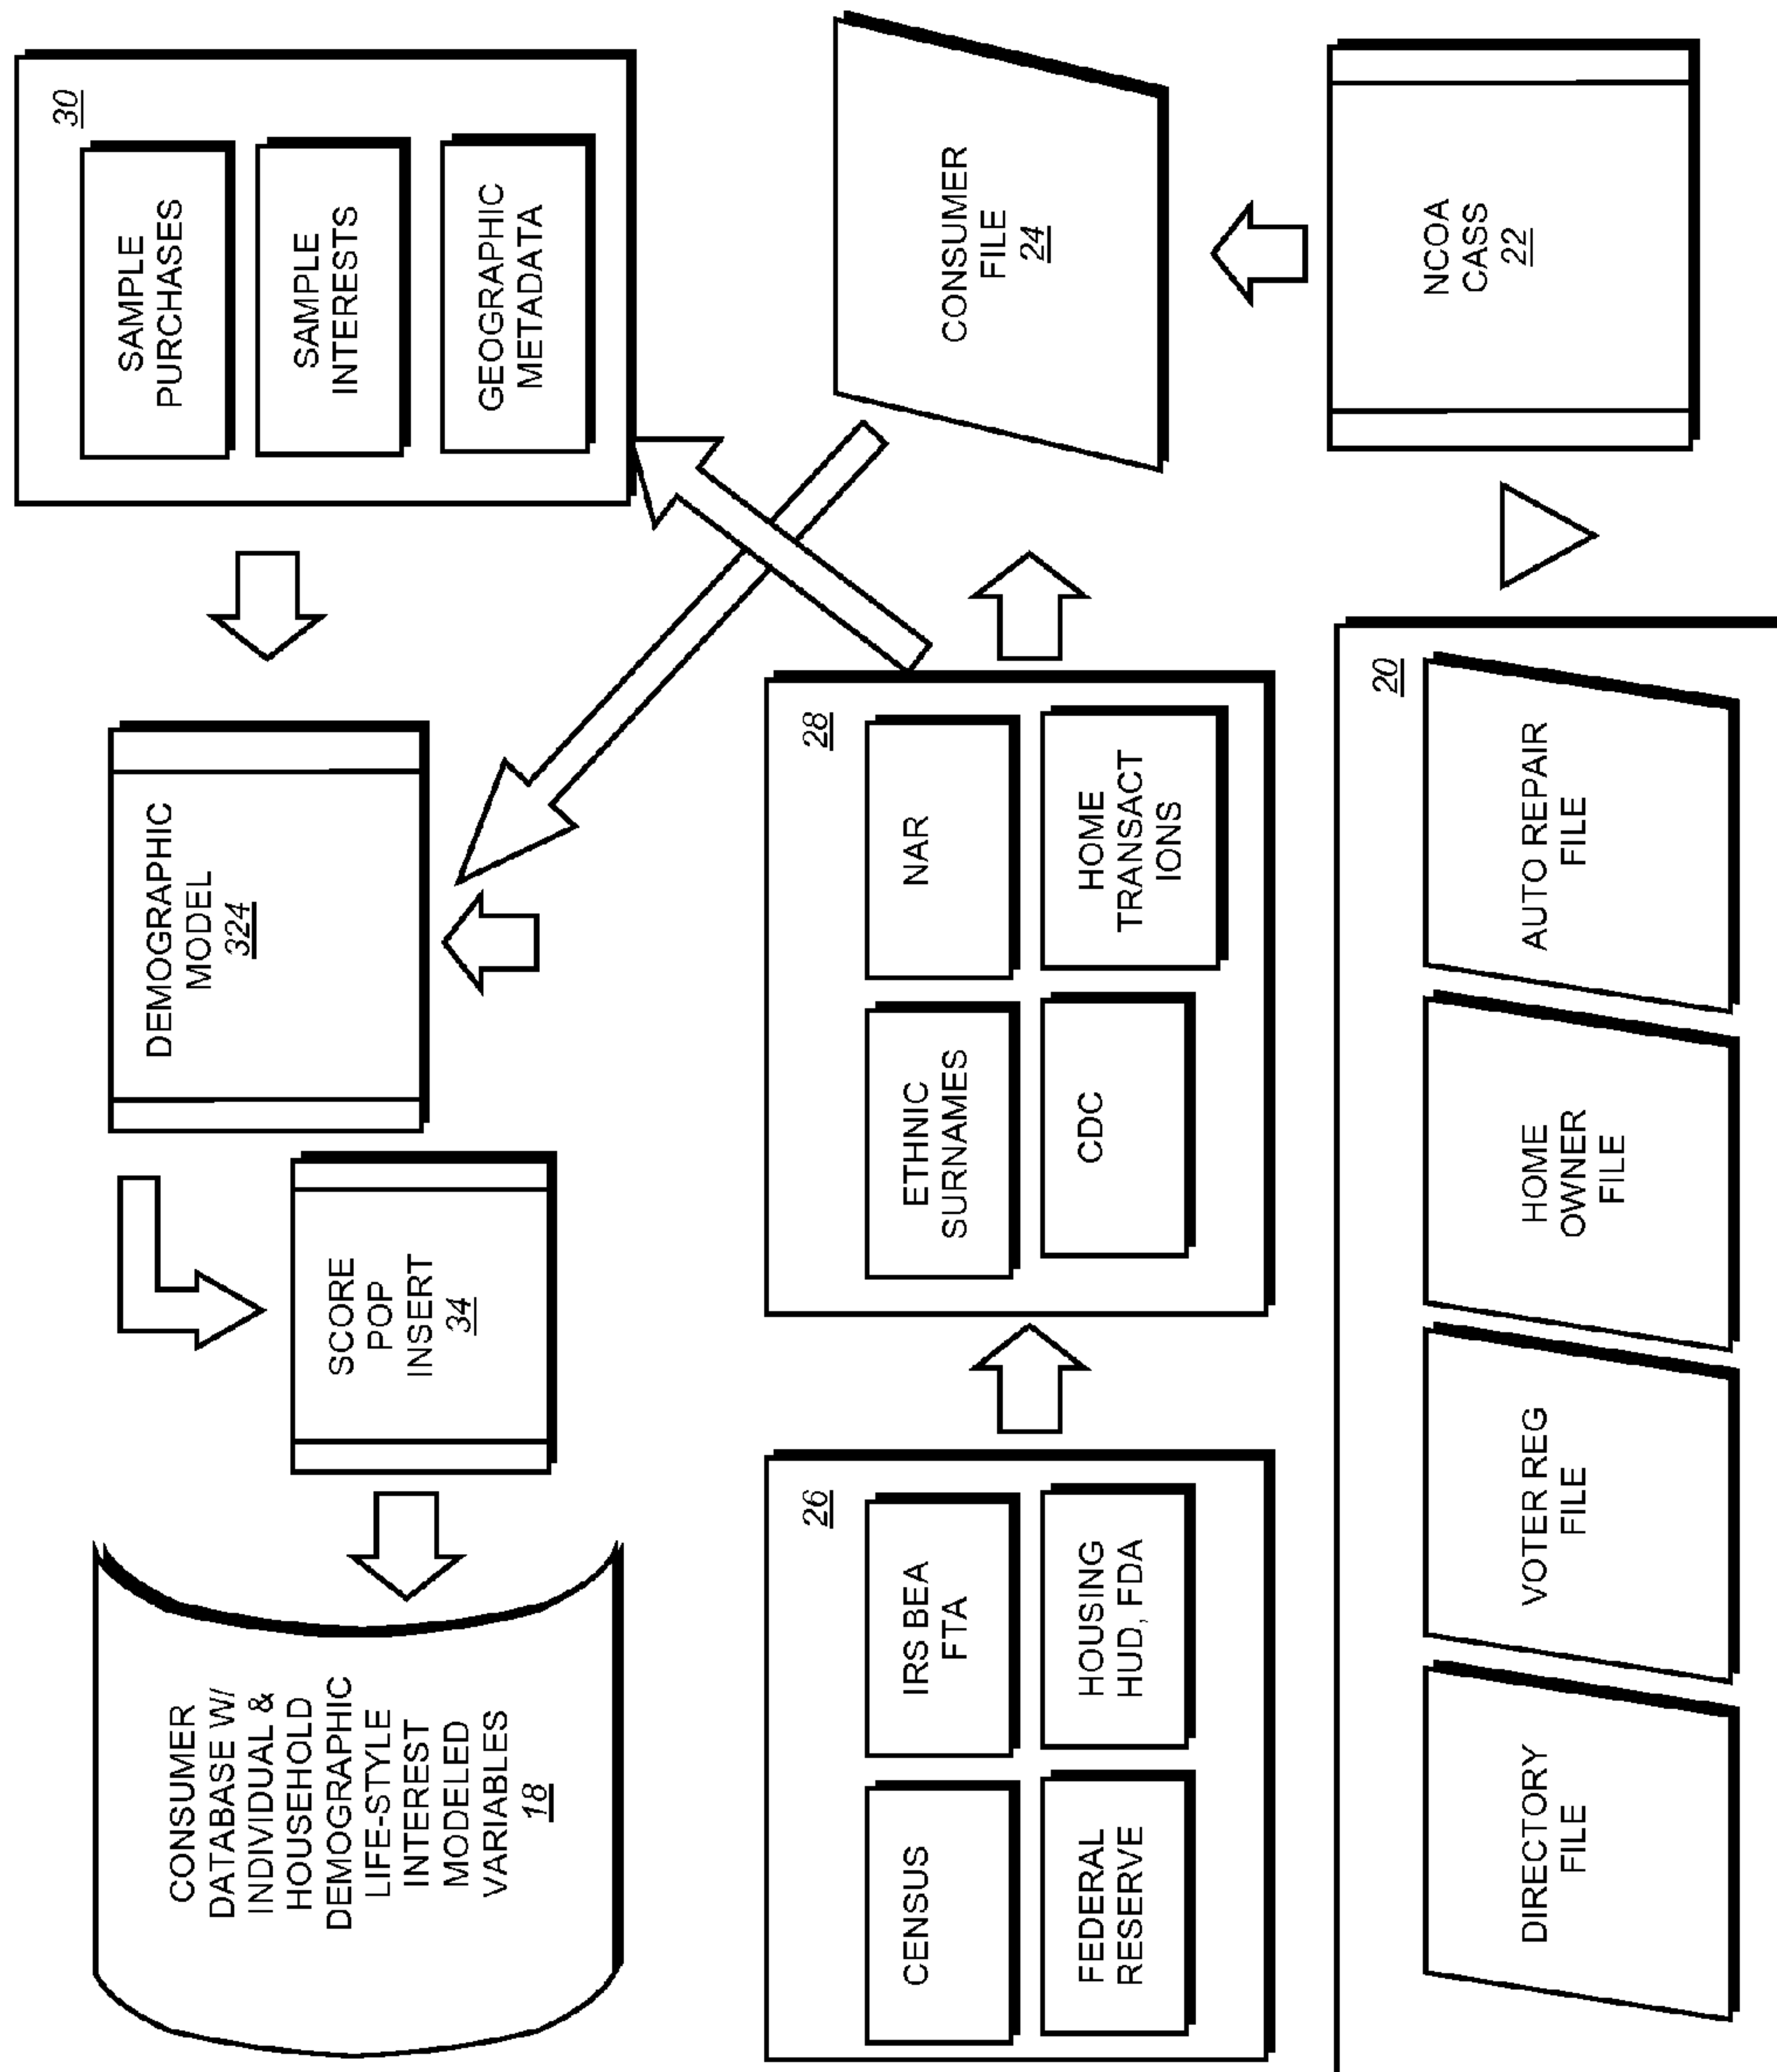 CONSUMER
DATABASE W/
INDIVIDUAL &
HOUSEHOLD
DEMOGRAPHIC
LIFE-STYLE
INTEREST
MODELED
VARIABLES
18
SCORE
POP
INSERT
34
DEMOGRAPHIC
MODEL
324
30
SAMPLE
PURCHASES
SAMPLE
INTERESTS
GEOGRAPHIC
METADATA
26
CENSUS
IRS BEA
FTA
FEDERAL
RESERVE
HOUSING
HUD, FDA
28
ETHNIC
SURNAMES
NAR
CDC
HOME
TRANSACT
IONS
CONSUMER
FILE
24
20
DIRECTORY
FILE
VOTER REG
FILE
HOME
OWNER
FILE
AUTO REPAIR
FILE
NCOA
CASS
22